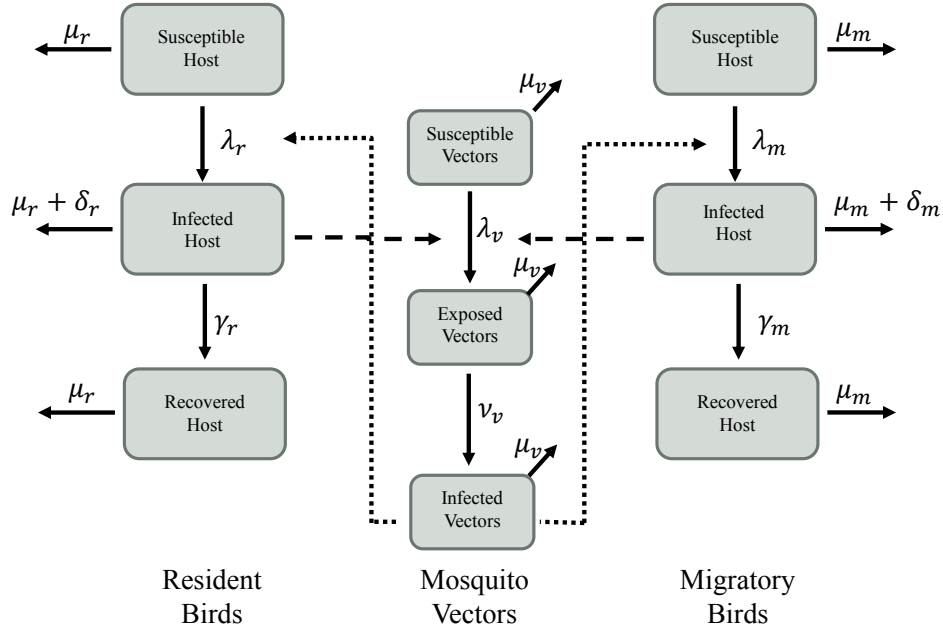 μ_r
Susceptible
Host
λ_r
μ_r + δ_r
Infected
Host
γ_r
μ_r
Recovered
Host
Resident
Birds
μ_v
Susceptible
Vectors
λ_v
μ_v
Exposed
Vectors
ν_v
μ_v
Infected
Vectors
Mosquito
Vectors
Susceptible
Host
μ_m
λ_m
Infected
Host
μ_m + δ_m
γ_m
Recovered
Host
μ_m
Migratory
Birds